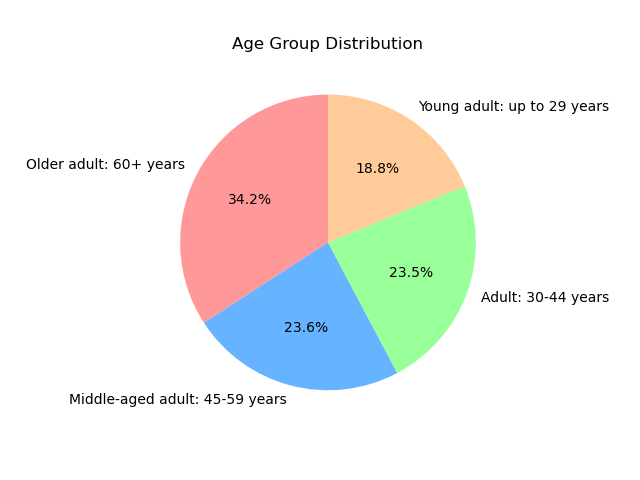 Age Group Distribution
Young adult: up to 29 years
Older adult: 60+ years
18.8%
34.2%
23.5%
Adult: 30-44 years
23.6%
Middle-aged adult: 45-59 years